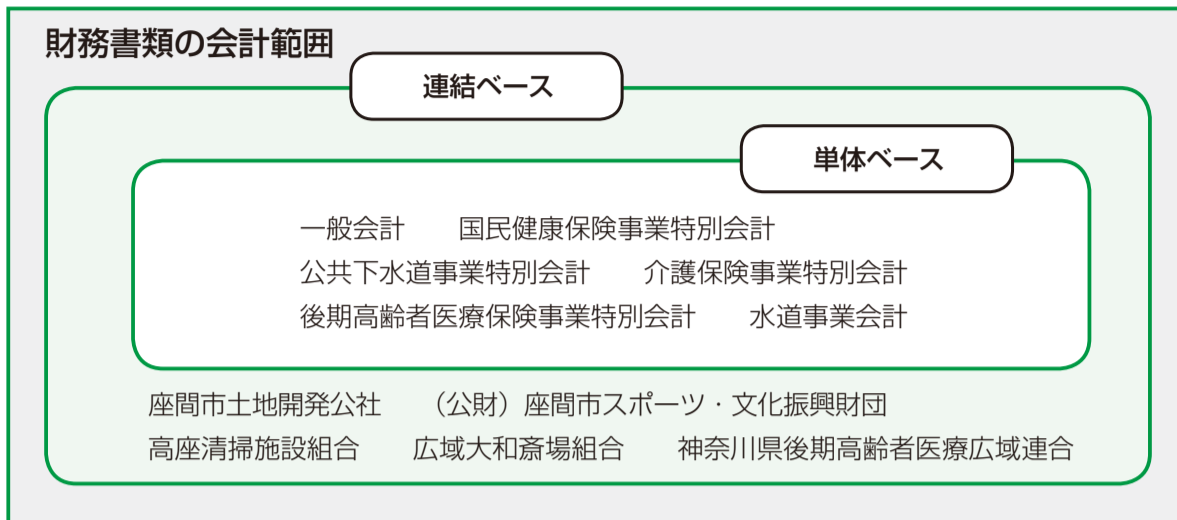 財務書類の会計範囲
連結ベース
単体ベース
一般会計　　国民健康保険事業特別会計
公共下水道事業特別会計　　介護保険事業特別会計
後期高齢者医療保険事業特別会計　　水道事業会計
座間市土地開発公社　　（公財）座間市スポーツ・文化振興財団
高座清掃施設組合　　広域大和斎場組合　　神奈川県後期高齢者医療広域連合